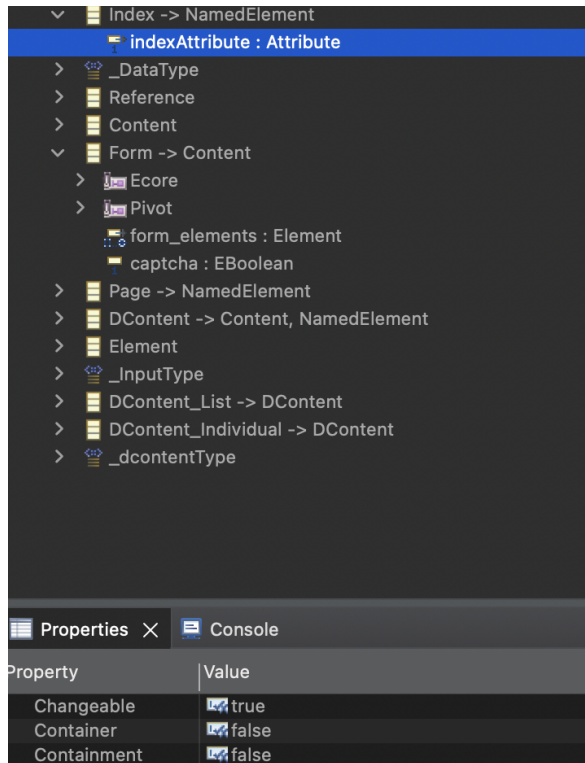 Index -> NamedElement
indexAttribute : Attribute
_DataType
Reference
Content
Form -> Content
Ecore
Pivot
form_elements : Element
captcha : EBoolean
Page -> NamedElement
DContent -> Content, NamedElement
Element
_InputType
DContent_List -> DContent
DContent_Individual -> DContent
_dcontentType
Properties Console
Property Value
Changeable true
Container false
Containment false